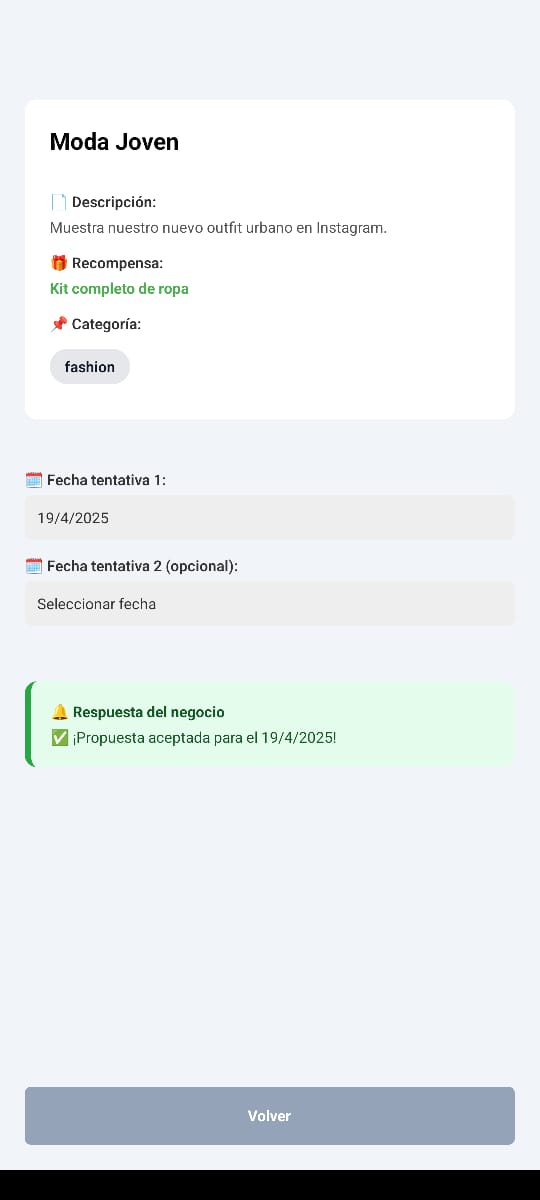 Moda Joven
📄 Descripción:
Muestra nuestro nuevo outfit urbano en Instagram.
🎁 Recompensa:
Kit completo de ropa
📌 Categoría:
fashion
🗓️ Fecha tentativa 1:
19/4/2025
🗓️ Fecha tentativa 2 (opcional):
Seleccionar fecha
🔔 Respuesta del negocio
✅ ¡Propuesta aceptada para el 19/4/2025!
Volver